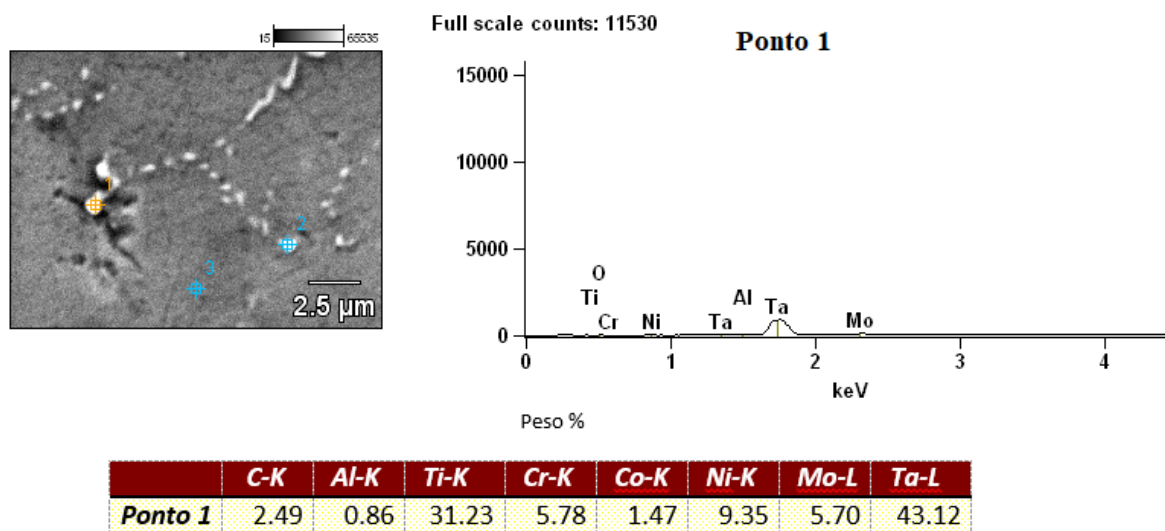 15 65535
1
2
3
2.5 µm
Full scale counts: 11530
Ponto 1
15000
10000
5000
0
O
Ti Al Ta
Cr Ni Ta Mo
0 1 2 3 4
keV
Peso %
C-K Al-K Ti-K Cr-K Co-K Ni-K Mo-L Ta-L
Ponto 1 2.49 0.86 31.23 5.78 1.47 9.35 5.70 43.12